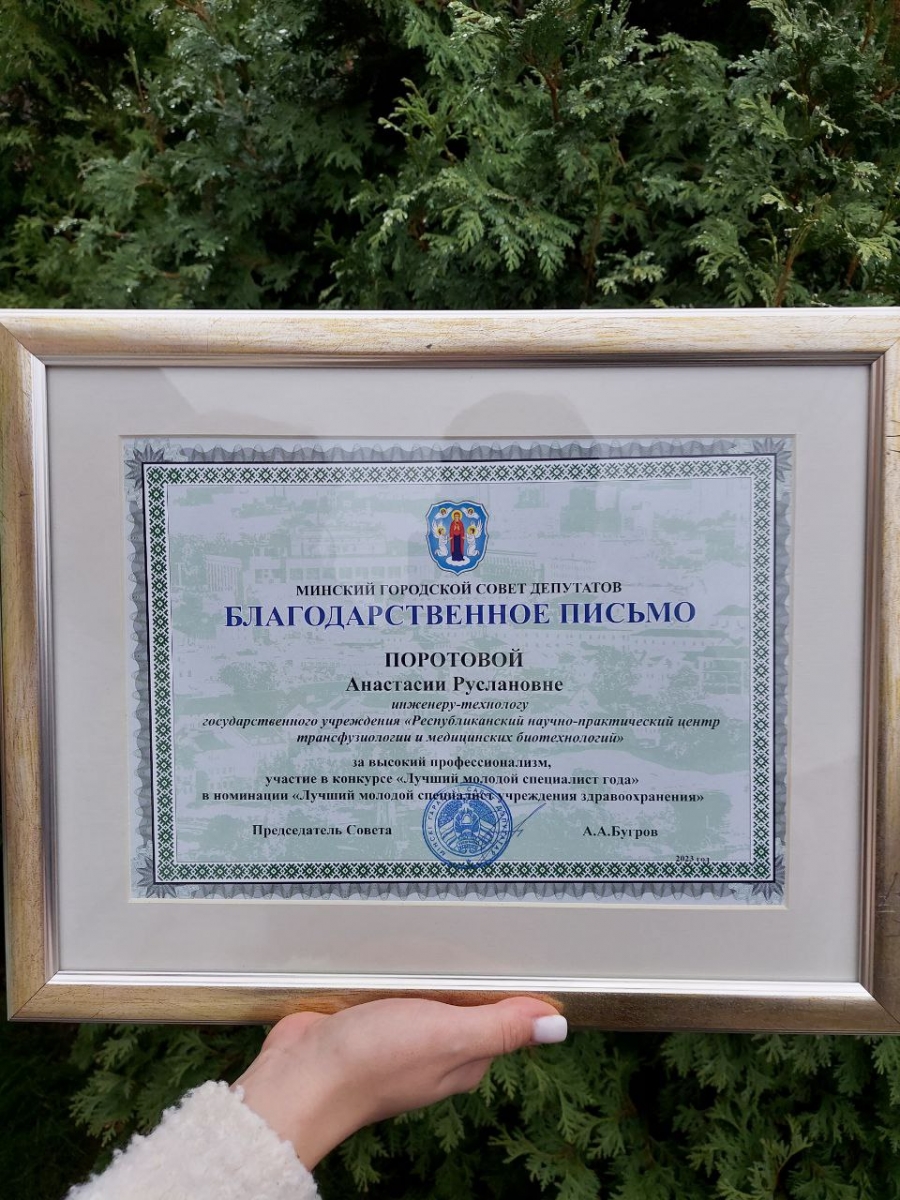 МИНСКИЙ ГОРОДСКОЙ СОВЕТ ДЕПУТАТОВ
БЛАГОДАРСТВЕННОЕ ПИСЬМО
ПОРОТОВОЙ
Анастасии Руслановне
инженеру-технологу
государственного учреждения «Республиканский научно-практический центр
трансфузиологии и медицинских биотехнологий»
за высокий профессионализм,
участие в конкурсе «Лучший молодой специалист года»
в номинации «Лучший молодой специалист учреждения здравоохранения»
Председатель Совета А.А.Бугров
2023 год